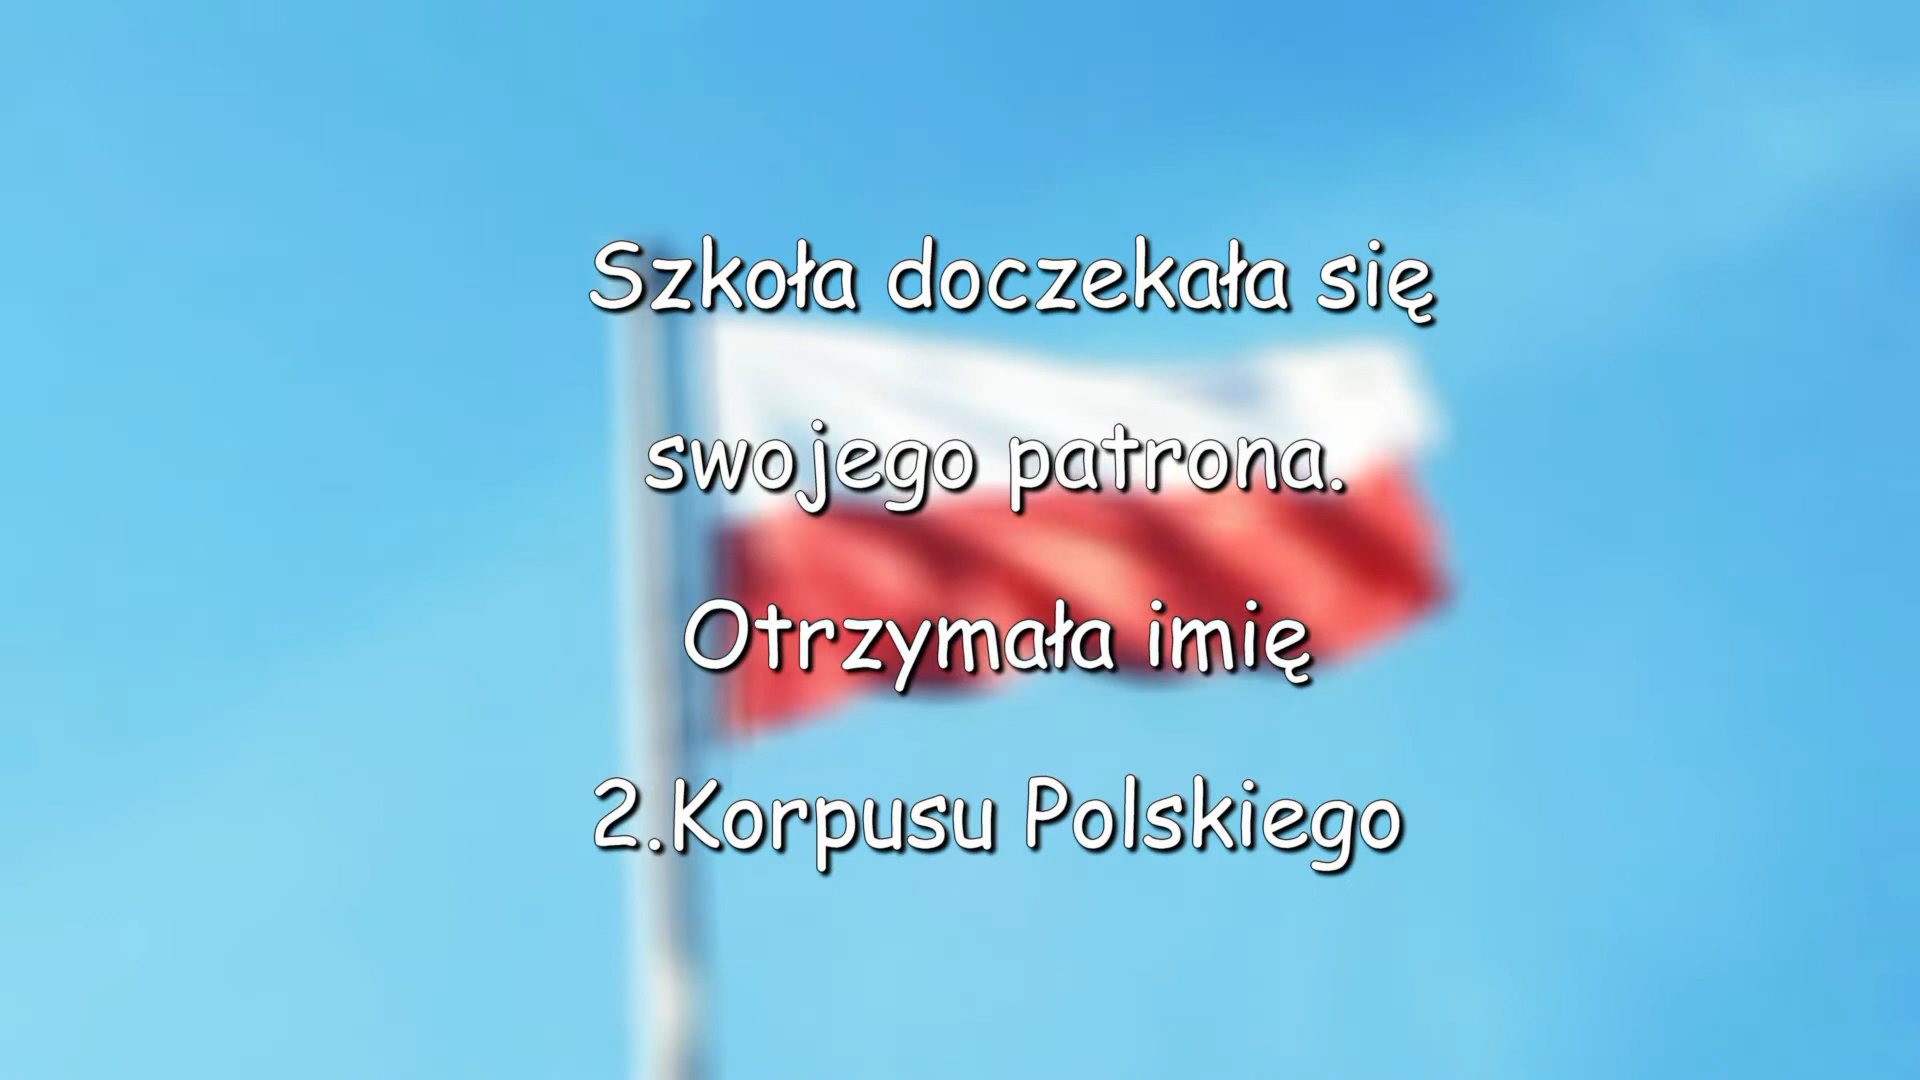 Szkoła doczekała się
swojego patrona.
Otrzymała imię
2.Korpusu Polskiego